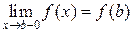 lim f(x) = f(b)
x→b−0